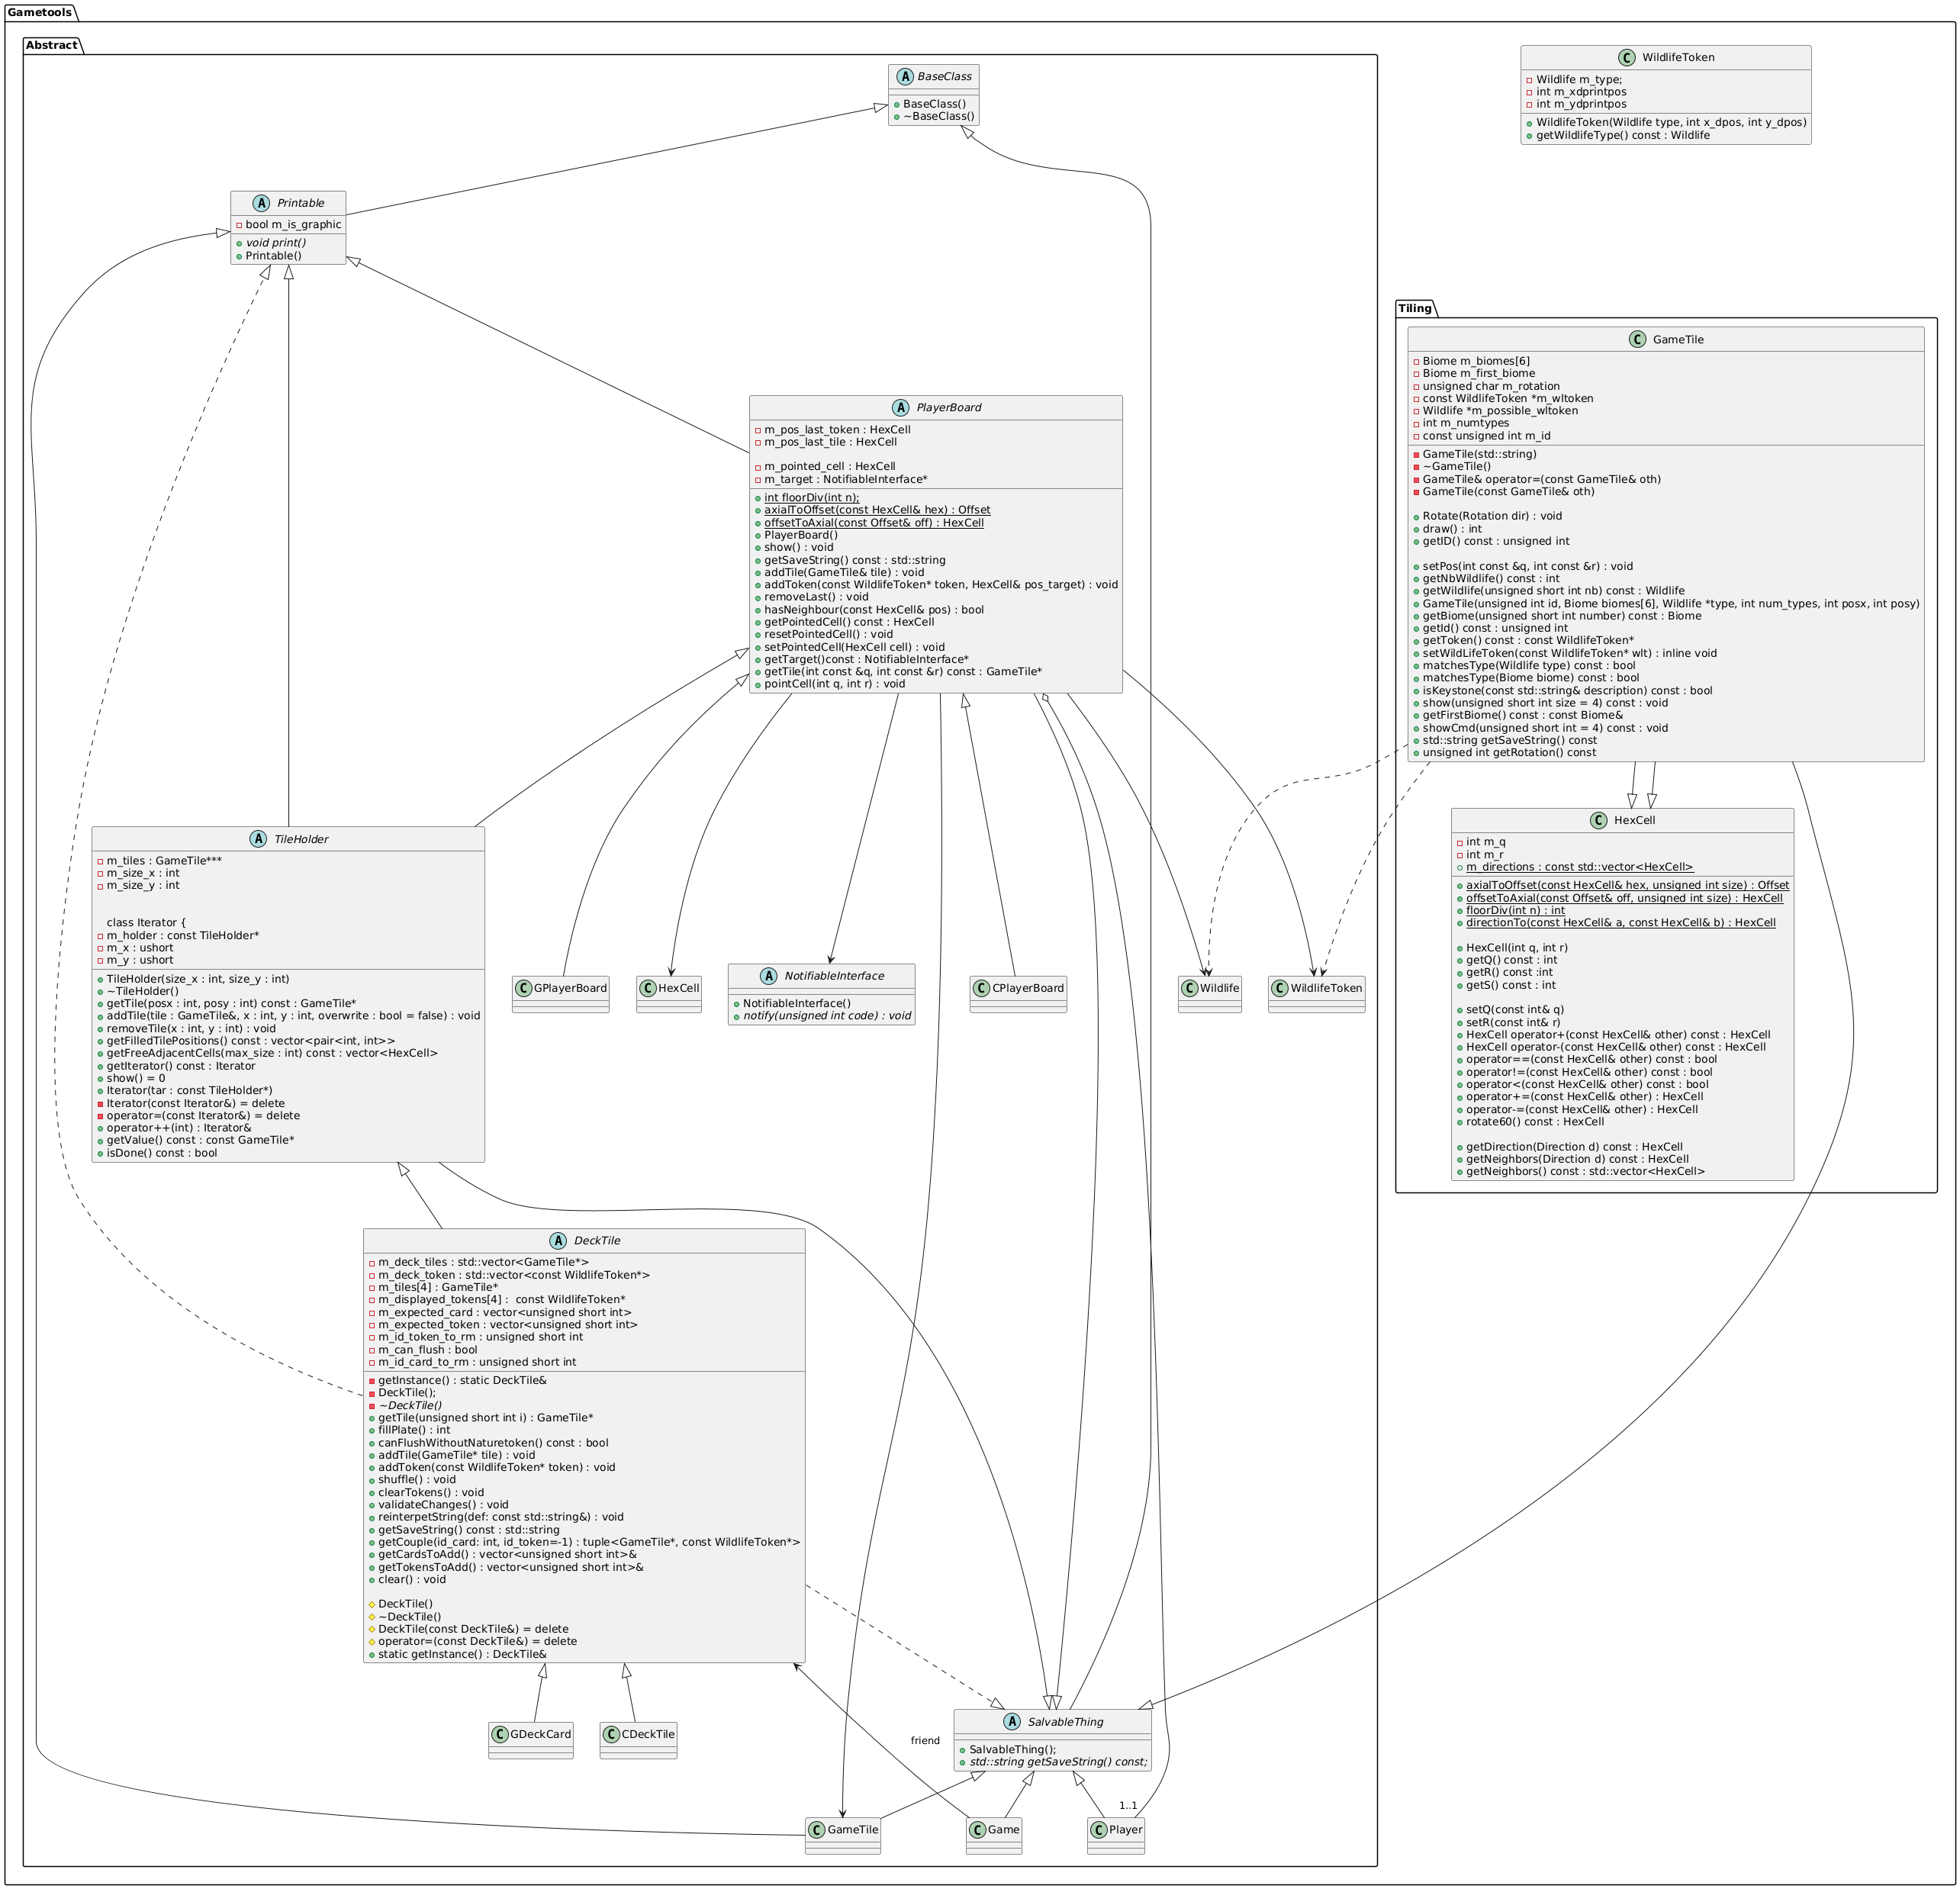 Gametools
Abstract
A BaseClass
BaseClass()
~BaseClass()
C WildlifeToken
Wildlife m_type;
int m_xdprintpos
int m_ydprintpos
WildlifeToken(Wildlife type, int x_dpos, int y_dpos)
getWildlifeType() const : Wildlife
A Printable
bool m_is_graphic
void print()
Printable()
Tiling
C GameTile
Biome m_biomes[6]
Biome m_first_biome
unsigned char m_rotation
const WildlifeToken *m_wltoken
Wildlife *m_possible_wltoken
int m_numtypes
const unsigned int m_id
GameTile(std::string)
~GameTile()
GameTile& operator=(const GameTile& oth)
GameTile(const GameTile& oth)
Rotate(Rotation dir) : void
draw() : int
getID() const : unsigned int
setPos(int const &q, int const &r) : void
getNbWildlife() const : int
getWildlife(unsigned short int nb) const : Wildlife
GameTile(unsigned int id, Biome biomes[6], Wildlife *type, int num_types, int posx, int posy)
getBiome(unsigned short int number) const : Biome
getId() const : unsigned int
getToken() const : const WildlifeToken*
setWildLifeToken(const WildlifeToken* wlt) : inline void
matchesType(Wildlife type) const : bool
matchesType(Biome biome) const : bool
isKeystone(const std::string& description) const : bool
show(unsigned short int size = 4) const : void
getFirstBiome() const : const Biome&
showCmd(unsigned short int = 4) const : void
std::string getSaveString() const
unsigned int getRotation() const
A PlayerBoard
m_pos_last_token : HexCell
m_pos_last_tile : HexCell
m_pointed_cell : HexCell
m_target : NotifiableInterface*
int floorDiv(int n);
axialToOffset(const HexCell& hex) : Offset
offsetToAxial(const Offset& off) : HexCell
PlayerBoard()
show() : void
getSaveString() const : std::string
addTile(GameTile& tile) : void
addToken(const WildlifeToken* token, HexCell& pos_target) : void
removeLast() : void
hasNeighbour(const HexCell& pos) : bool
getPointedCell() const : HexCell
resetPointedCell() : void
setPointedCell(HexCell cell) : void
getTarget()const : NotifiableInterface*
getTile(int const &q, int const &r) const : GameTile*
pointCell(int q, int r) : void
C HexCell
int m_q
int m_r
m_directions : const std::vector<HexCell>
axialToOffset(const HexCell& hex, unsigned int size) : Offset
offsetToAxial(const Offset& off, unsigned int size) : HexCell
floorDiv(int n) : int
directionTo(const HexCell& a, const HexCell& b) : HexCell
HexCell(int q, int r)
getQ() const : int
getR() const :int
getS() const : int
setQ(const int& q)
setR(const int& r)
HexCell operator+(const HexCell& other) const : HexCell
HexCell operator-(const HexCell& other) const : HexCell
operator==(const HexCell& other) const : bool
operator!=(const HexCell& other) const : bool
operator<(const HexCell& other) const : bool
operator+=(const HexCell& other) : HexCell
operator-=(const HexCell& other) : HexCell
rotate60() const : HexCell
getDirection(Direction d) const : HexCell
getNeighbors(Direction d) const : HexCell
getNeighbors() const : std::vector<HexCell>
A TileHolder
m_tiles : GameTile***
m_size_x : int
m_size_y : int
class Iterator {
m_holder : const TileHolder*
m_x : ushort
m_y : ushort
TileHolder(size_x : int, size_y : int)
~TileHolder()
getTile(posx : int, posy : int) const : GameTile*
addTile(tile : GameTile&, x : int, y : int, overwrite : bool = false) : void
removeTile(x : int, y : int) : void
getFilledTilePositions() const : vector<pair<int, int>>
getFreeAdjacentCells(max_size : int) const : vector<HexCell>
getIterator() const : Iterator
show() = 0
Iterator(tar : const TileHolder*)
Iterator(const Iterator&) = delete
operator=(const Iterator&) = delete
operator++(int) : Iterator&
getValue() const : const GameTile*
isDone() const : bool
C GPlayerBoard
C HexCell
A NotifiableInterface
NotifiableInterface()
notify(unsigned int code) : void
C CPlayerBoard
C Wildlife
C WildlifeToken
A DeckTile
m_deck_tiles : std::vector<GameTile*>
m_deck_token : std::vector<const WildlifeToken*>
m_tiles[4] : GameTile*
m_displayed_tokens[4] :  const WildlifeToken*
m_expected_card : vector<unsigned short int>
m_expected_token : vector<unsigned short int>
m_id_token_to_rm : unsigned short int
m_can_flush : bool
m_id_card_to_rm : unsigned short int
getInstance() : static DeckTile&
DeckTile();
~DeckTile()
getTile(unsigned short int i) : GameTile*
fillPlate() : int
canFlushWithoutNaturetoken() const : bool
addTile(GameTile* tile) : void
addToken(const WildlifeToken* token) : void
shuffle() : void
clearTokens() : void
validateChanges() : void
reinterpetString(def: const std::string&) : void
getSaveString() const : std::string
getCouple(id_card: int, id_token=-1) : tuple<GameTile*, const WildlifeToken*>
getCardsToAdd() : vector<unsigned short int>&
getTokensToAdd() : vector<unsigned short int>&
clear() : void
DeckTile()
~DeckTile()
DeckTile(const DeckTile&) = delete
operator=(const DeckTile&) = delete
static getInstance() : DeckTile&
C GDeckCard
C CDeckTile
friend
A SalvableThing
SalvableThing();
std::string getSaveString() const;
1..1
C GameTile
C Game
C Player